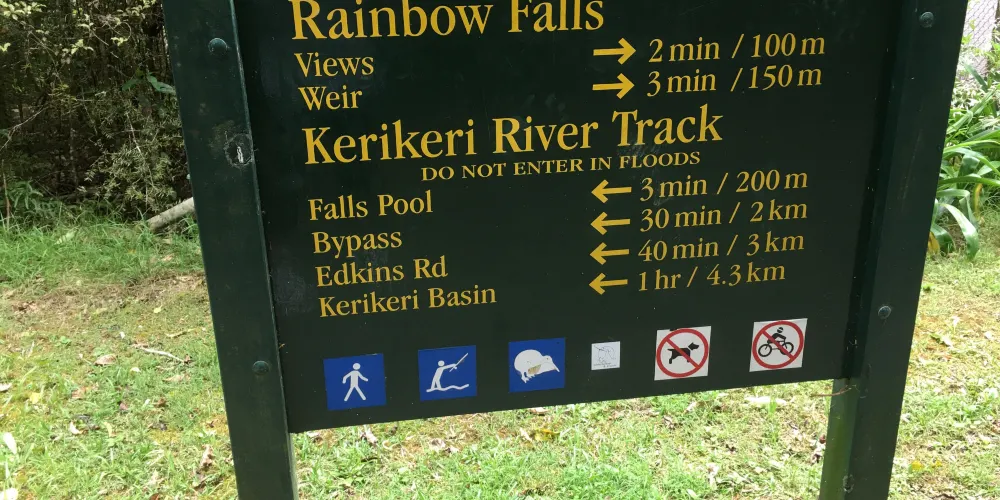 Rainbow Falls
Views → 2 min / 100 m
Weir → 3 min / 150 m
Kerikeri River Track
DO NOT ENTER IN FLOODS
Falls Pool ← 3 min / 200 m
Bypass ← 30 min / 2 km
Edkins Rd ← 40 min / 3 km
Kerikeri Basin ← 1 hr / 4.3 km